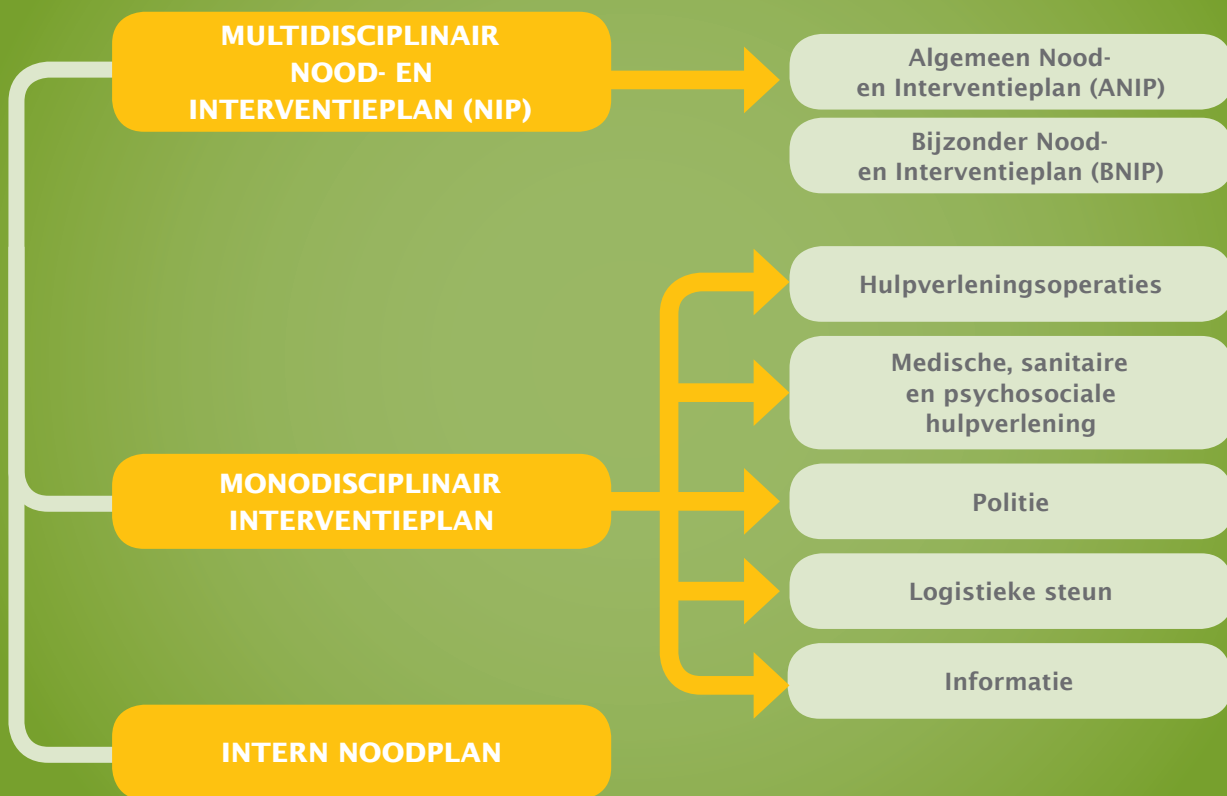 MULTIDISCIPLINAIR
NOOD- EN
INTERVENTIEPLAN (NIP)
Algemeen Nood-
en Interventieplan (ANIP)
Bijzonder Nood-
en Interventieplan (BNIP)
MONODISCIPLINAIR
INTERVENTIEPLAN
Hulpverleningsoperaties
Medische, sanitaire
en psychosociale
hulpverlening
Politie
Logistieke steun
Informatie
INTERN NOODPLAN